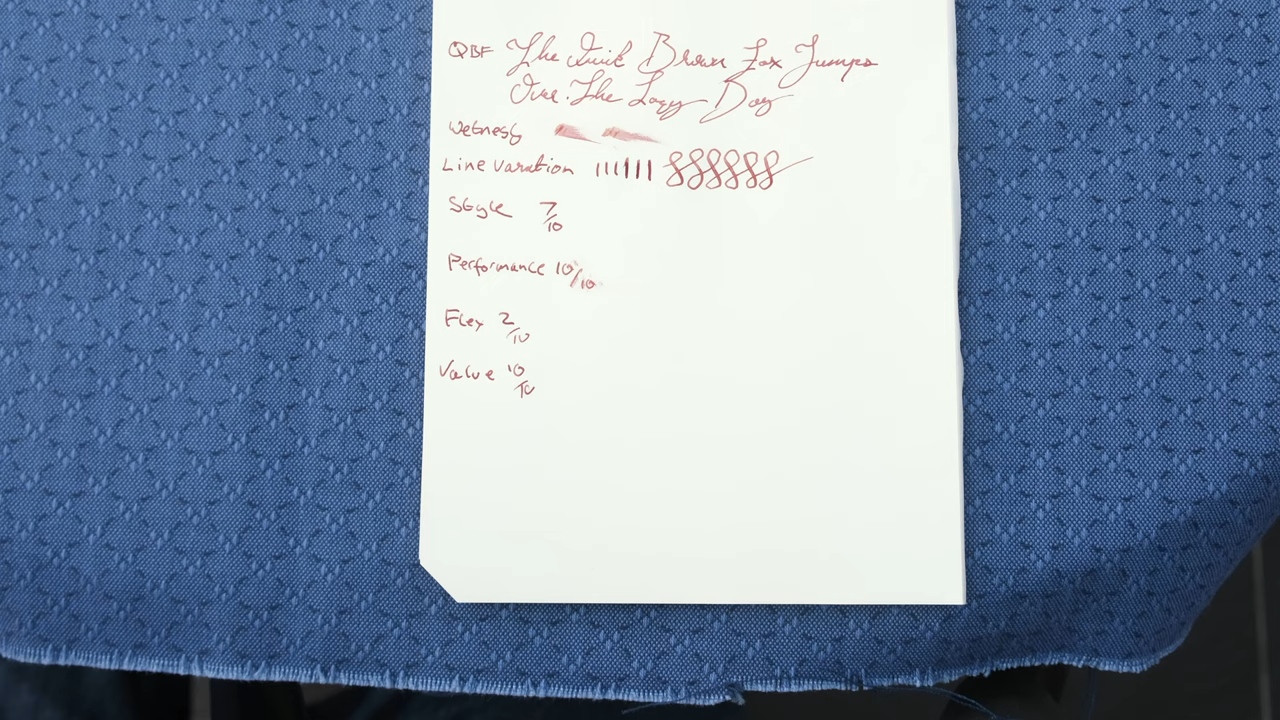 QBF The Quick Brown Fox Jumps
Over The Lazy Dog
Wetness
Line Variation
Style 7/10
Performance 10/10
Flex 2/10
Value 10/10